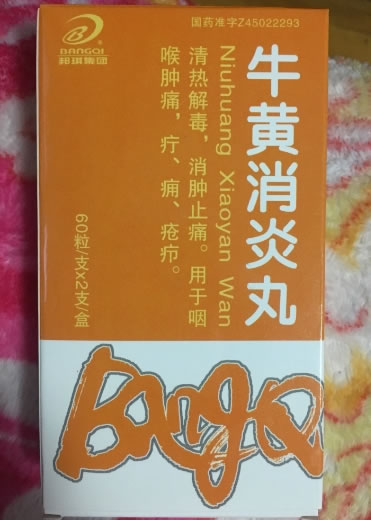 BANGQI
邦琪集团
国药准字Z45022293
牛黄消炎丸
Niuhuang Xiaoyan Wan
清热解毒，消肿止痛。用于咽
喉肿痛，疔、痈、疮疖。
60粒/支x2支/盒
BangQ